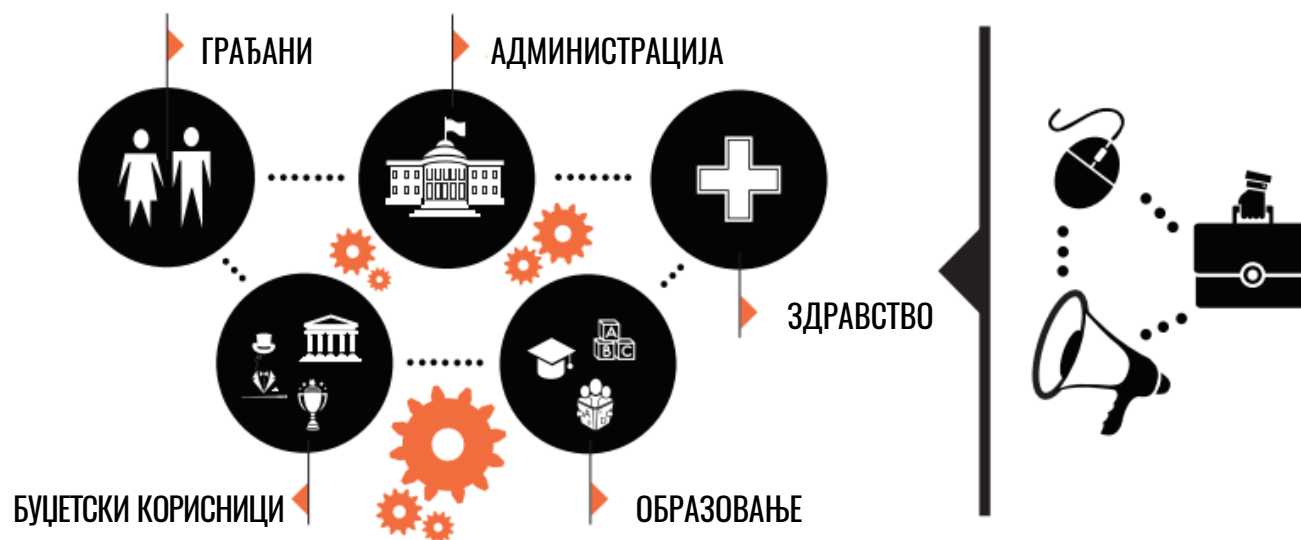 ГРАЂАНИ
АДМИНИСТРАЦИЈА
ЗДРАВСТВО
БУЏЕТСКИ КОРИСНИЦИ
ОБРАЗОВАЊЕ
A
B C